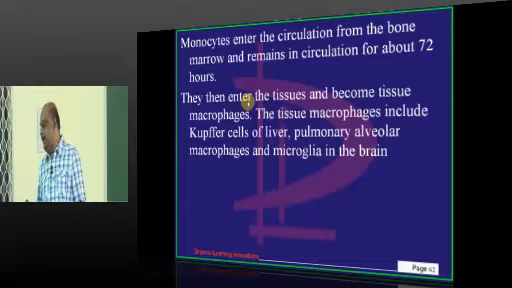 Monocytes enter the circulation from the bone
marrow and remains in circulation for about 72
hours.
They then enter the tissues and become tissue
macrophages. The tissue macrophages include
Kupffer cells of liver, pulmonary alveolar
macrophages and microglia in the brain
Learning
Page 62